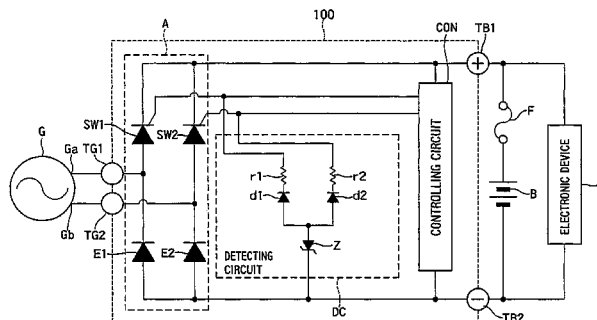 100
A
CON
TB1
SW1
SW2
G
Ga
TG1
Gb
TG2
r1
r2
d1
d2
Z
E1
E2
DETECTING
CIRCUIT
DC
CONTROLLING CIRCUIT
+
F
B
ELECTRONIC DEVICE
−
TB2